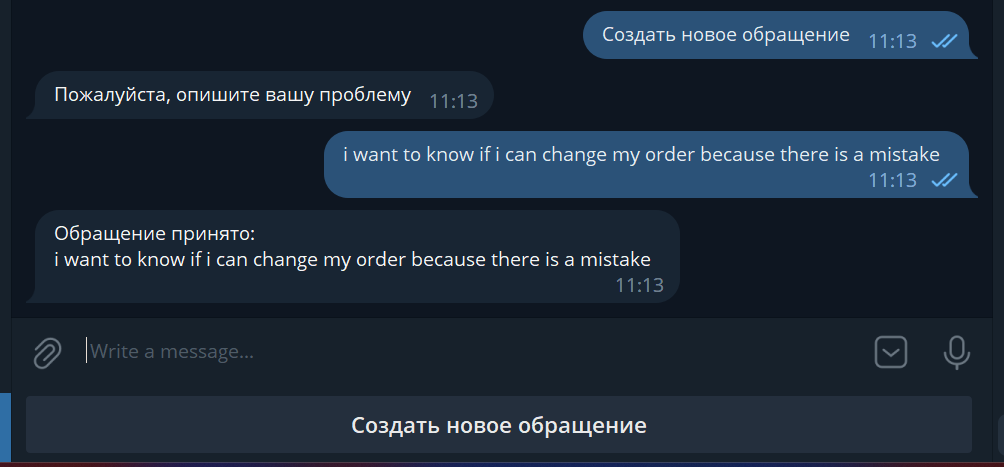 Создать новое обращение 11:13
Пожалуйста, опишите вашу проблему 11:13
i want to know if i can change my order because there is a mistake
11:13
Обращение принято:
i want to know if i can change my order because there is a mistake
11:13
Write a message...
Создать новое обращение